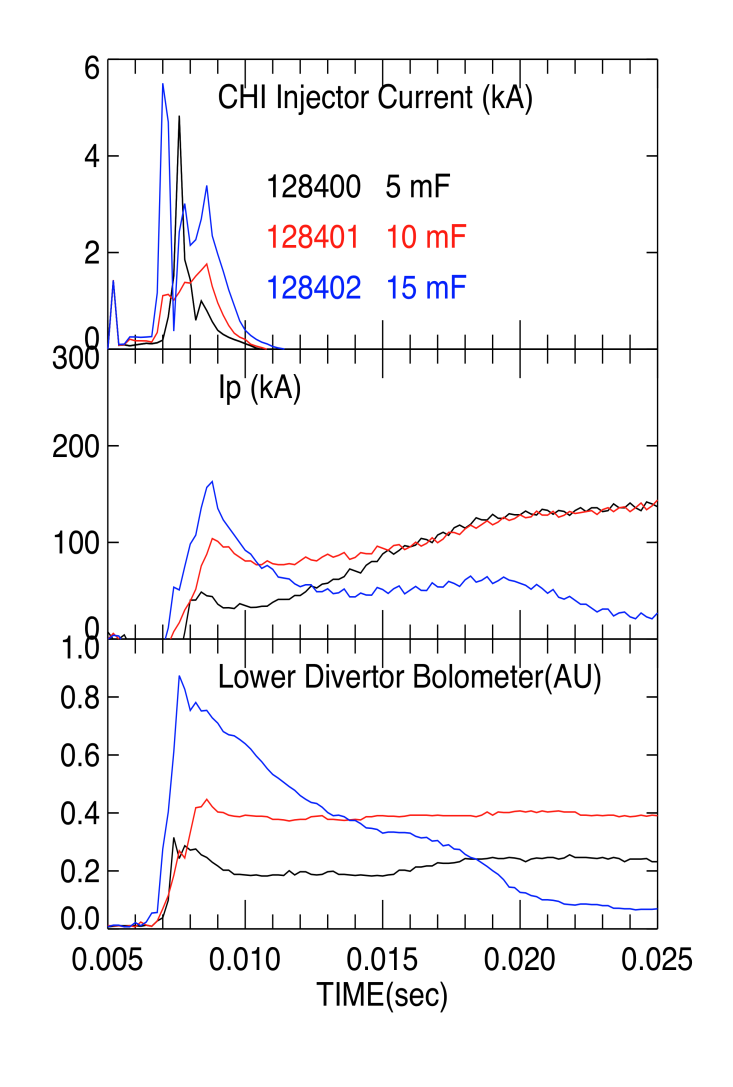 6
CHI Injector Current (kA)
4
128400 5 mF
128401 10 mF
2
128402 15 mF
0
300
Ip (kA)
200
100
0
1.0
Lower Divertor Bolometer(AU)
0.8
0.6
0.4
0.2
0.0
0.005 0.010 0.015 0.020 0.025
TIME(sec)